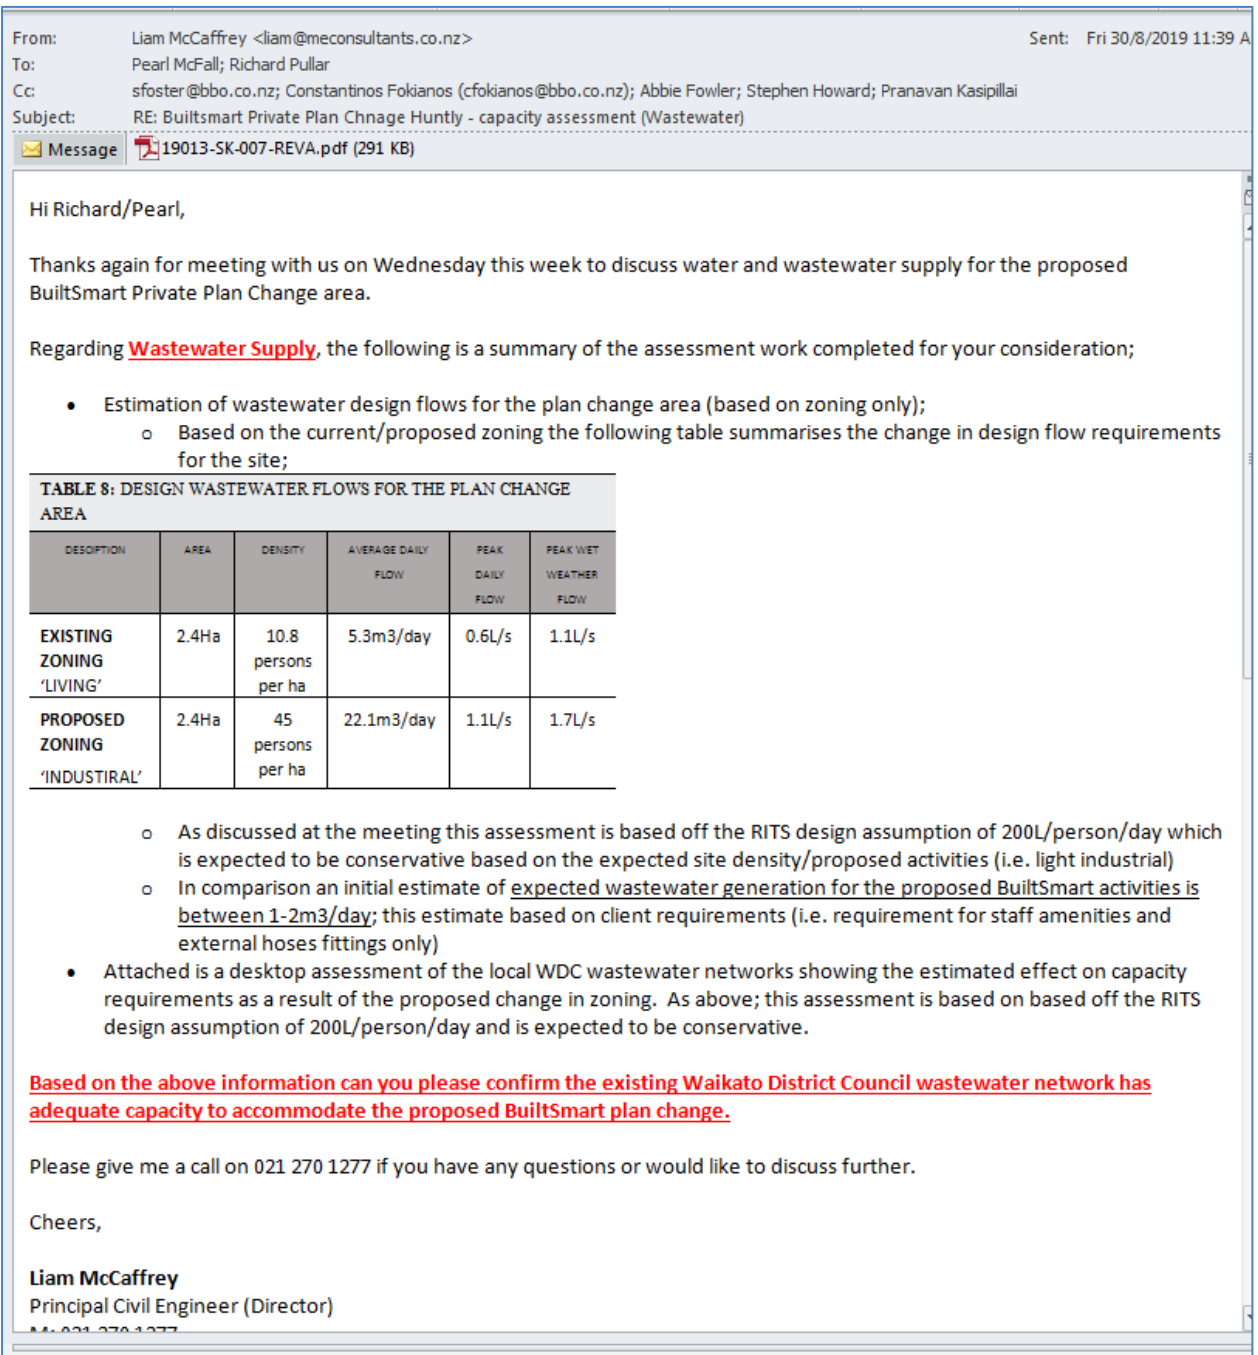 From: Liam McCaffrey <liam@meconsultants.co.nz> Sent: Fri 30/8/2019 11:39 A
To: Pearl McFall; Richard Pullar
Cc: sfoster@bbo.co.nz; Constantinos Fokianos (cfokianos@bbo.co.nz); Abbie Fowler; Stephen Howard; Pranavan Kasipillai
Subject: RE: Builtsmart Private Plan Chnage Huntly - capacity assessment (Wastewater)
Message 19013-SK-007-REVA.pdf (291 KB)
Hi Richard/Pearl,
Thanks again for meeting with us on Wednesday this week to discuss water and wastewater supply for the proposed
BuiltSmart Private Plan Change area.
Regarding Wastewater Supply, the following is a summary of the assessment work completed for your consideration;
• Estimation of wastewater design flows for the plan change area (based on zoning only);
o Based on the current/proposed zoning the following table summarises the change in design flow requirements
for the site;
TABLE 8: DESIGN WASTEWATER FLOWS FOR THE PLAN CHANGE
AREA
DESCIPTION AREA DENSITY AVERAGE DAILY PEAK PEAK WET
FLOW DAILY WEATHER
FLOW FLOW
EXISTING 2.4Ha 10.8 5.3m3/day 0.6L/s 1.1L/s
ZONING persons
'LIVING' per ha
PROPOSED 2.4Ha 45 22.1m3/day 1.1L/s 1.7L/s
ZONING persons
'INDUSTIRAL' per ha
o As discussed at the meeting this assessment is based off the RITS design assumption of 200L/person/day which
is expected to be conservative based on the expected site density/proposed activities (i.e. light industrial)
o In comparison an initial estimate of expected wastewater generation for the proposed BuiltSmart activities is
between 1-2m3/day; this estimate based on client requirements (i.e. requirement for staff amenities and
external hoses fittings only)
• Attached is a desktop assessment of the local WDC wastewater networks showing the estimated effect on capacity
requirements as a result of the proposed change in zoning. As above; this assessment is based on based off the RITS
design assumption of 200L/person/day and is expected to be conservative.
Based on the above information can you please confirm the existing Waikato District Council wastewater network has
adequate capacity to accommodate the proposed BuiltSmart plan change.
Please give me a call on 021 270 1277 if you have any questions or would like to discuss further.
Cheers,
Liam McCaffrey
Principal Civil Engineer (Director)
M: 021 270 1277